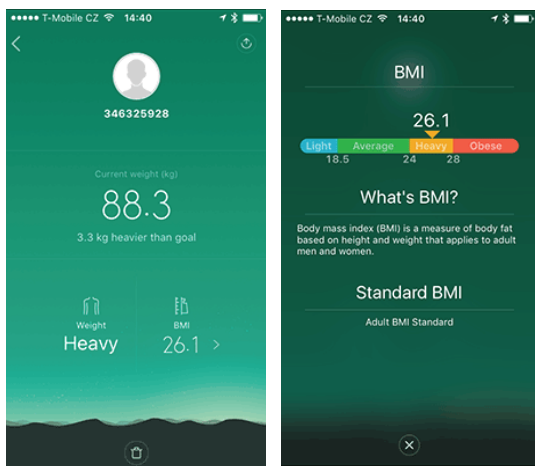 T-Mobile CZ 14:40
346325928
Current weight (kg)
88.3
3.3 kg heavier than goal
Weight BMI
Heavy 26.1
T-Mobile CZ 14:40
BMI
26.1
Light Average Heavy Obese
18.5 24 28
What's BMI?
Body mass index (BMI) is a measure of body fat
based on height and weight that applies to adult
men and women.
Standard BMI
Adult BMI Standard